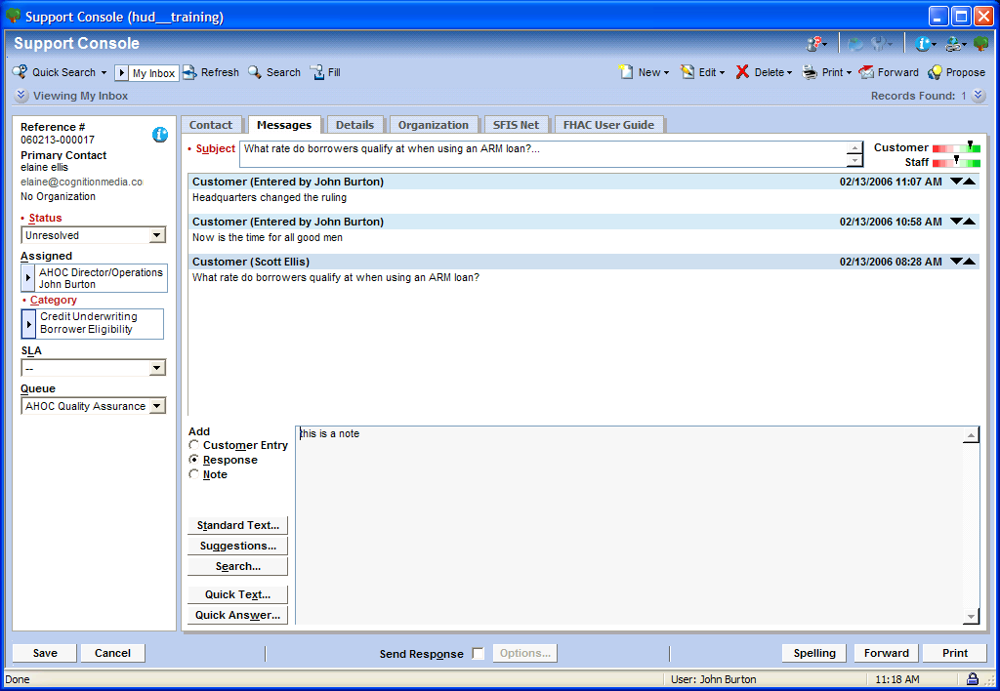 Support Console (hud__training)
Support Console
Quick Search My Inbox Refresh Search Fill New Edit Delete Print Forward Propose
Viewing My Inbox Records Found: 1
Reference #
060213-000017
Primary Contact
elaine ellis
elaine@cognitionmedia.co
No Organization
• Status
Unresolved
Assigned
AHOC Director/Operations
John Burton
• Category
Credit Underwriting
Borrower Eligibility
SLA
--
Queue
AHOC Quality Assurance
Contact Messages Details Organization SFIS Net FHAC User Guide
• Subject What rate do borrowers qualify at when using an ARM loan?...
Customer
Staff
Customer (Entered by John Burton) 02/13/2006 11:07 AM
Headquarters changed the ruling
Customer (Entered by John Burton) 02/13/2006 10:58 AM
Now is the time for all good men
Customer (Scott Ellis) 02/13/2006 08:28 AM
What rate do borrowers qualify at when using an ARM loan?
Add
Customer Entry
Response
Note
this is a note
Standard Text...
Suggestions...
Search...
Quick Text...
Quick Answer...
Save Cancel Send Response Options... Spelling Forward Print
Done User: John Burton 11:18 AM